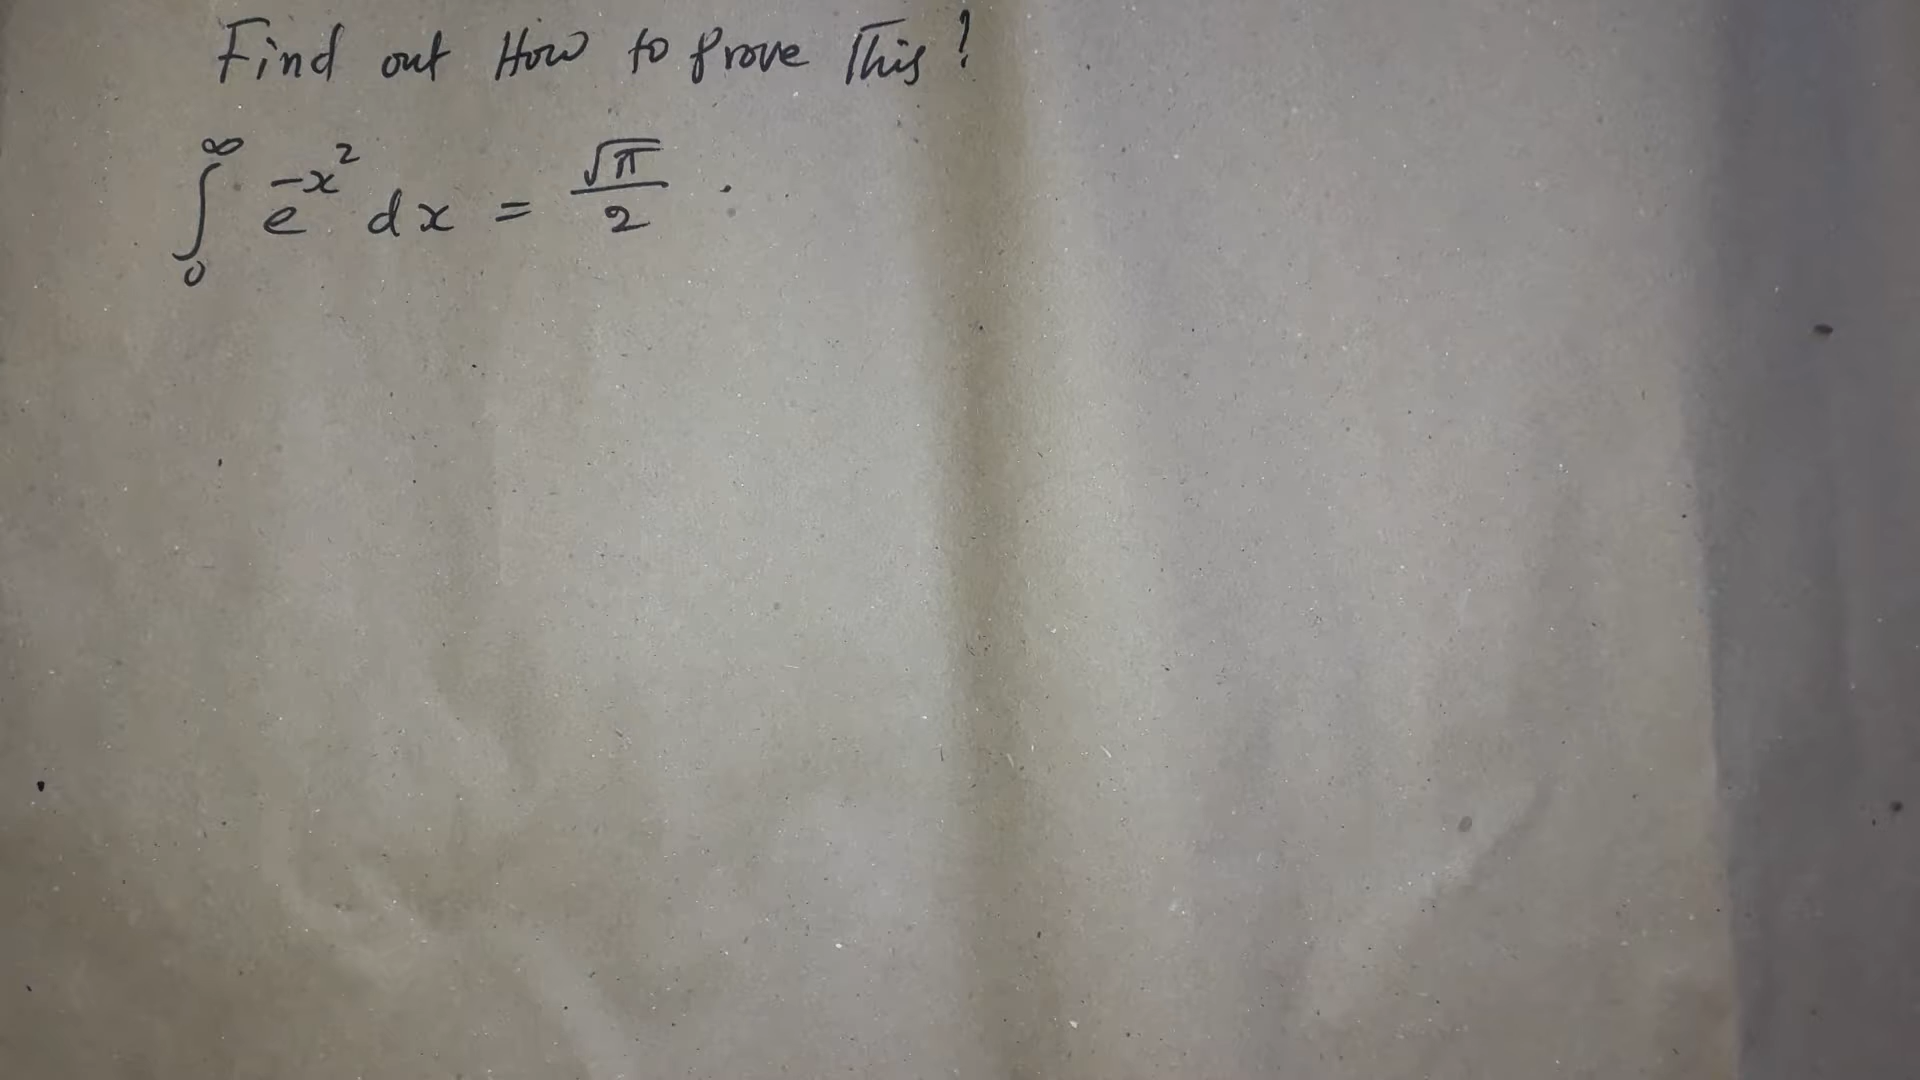 Find out How to prove This!
∫₀^∞ e^{-x²} dx = √π/2 .